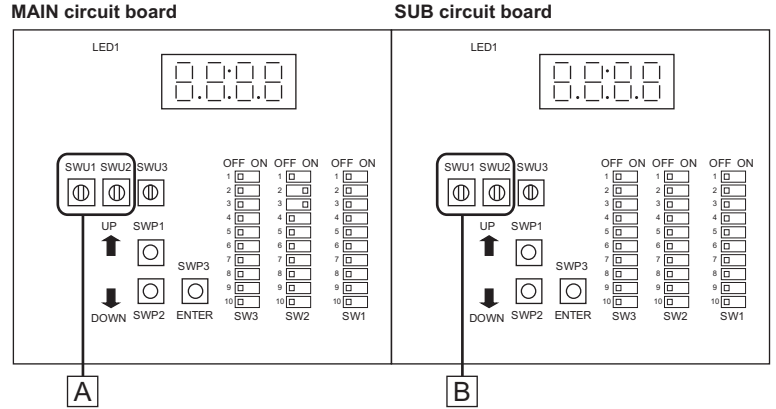 MAIN circuit board
LED1
SWU1 SWU2 SWU3
OFF ON OFF ON OFF ON
1 1 1
2 2 2
3 3 3
4 4 4
5 5 5
6 6 6
7 7 7
8 8 8
9 9 9
10 10 10
UP SWP1
SWP3
DOWN SWP2 ENTER SW3 SW2 SW1
A
SUB circuit board
LED1
SWU1 SWU2 SWU3
OFF ON OFF ON OFF ON
1 1 1
2 2 2
3 3 3
4 4 4
5 5 5
6 6 6
7 7 7
8 8 8
9 9 9
10 10 10
UP SWP1
SWP3
DOWN SWP2 ENTER SW3 SW2 SW1
B